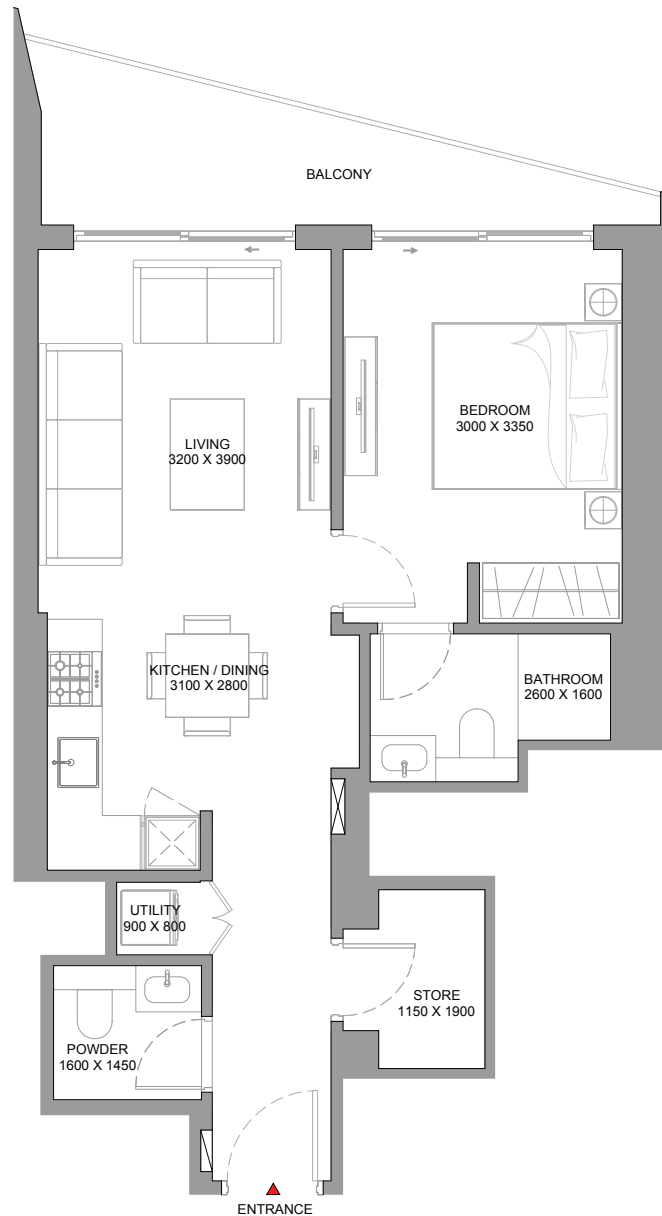 BALCONY
BEDROOM
3000 X 3350
LIVING
3200 X 3900
KITCHEN / DINING
3100 X 2800
BATHROOM
2600 X 1600
UTILITY
900 X 800
STORE
1150 X 1900
POWDER
1600 X 1450
ENTRANCE